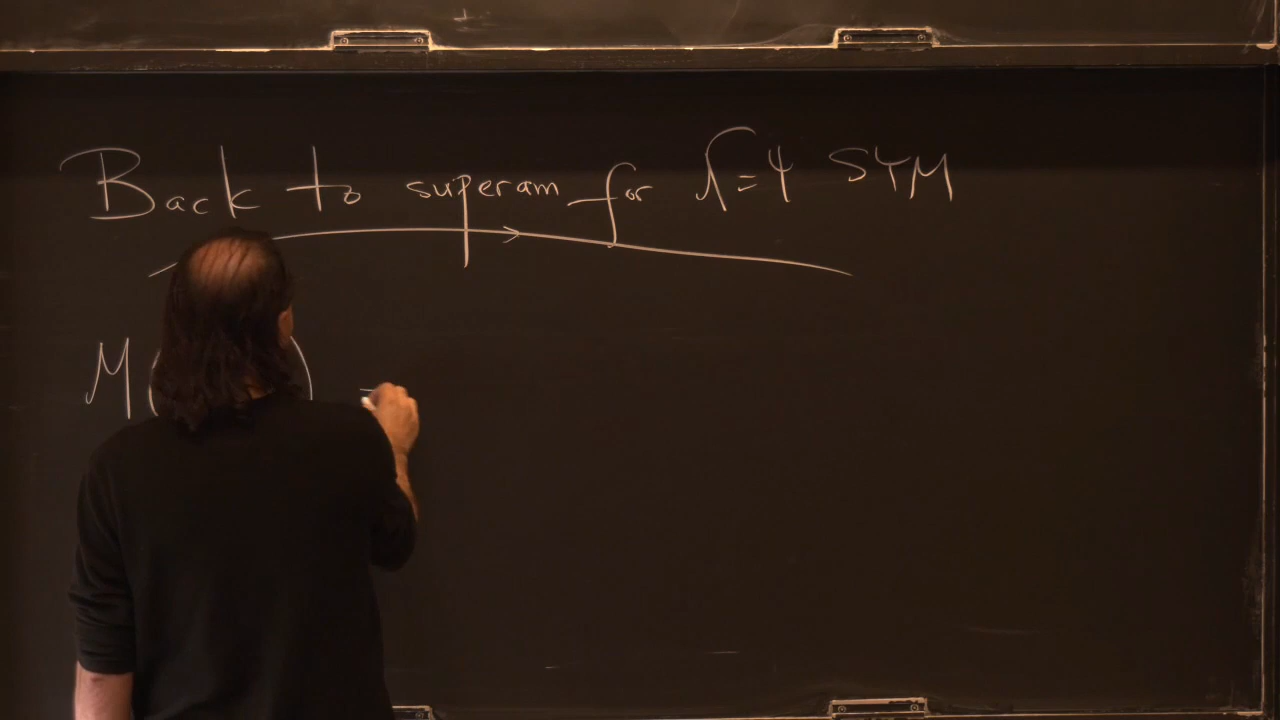 Back to superam for N=4 SYM
M( ) =